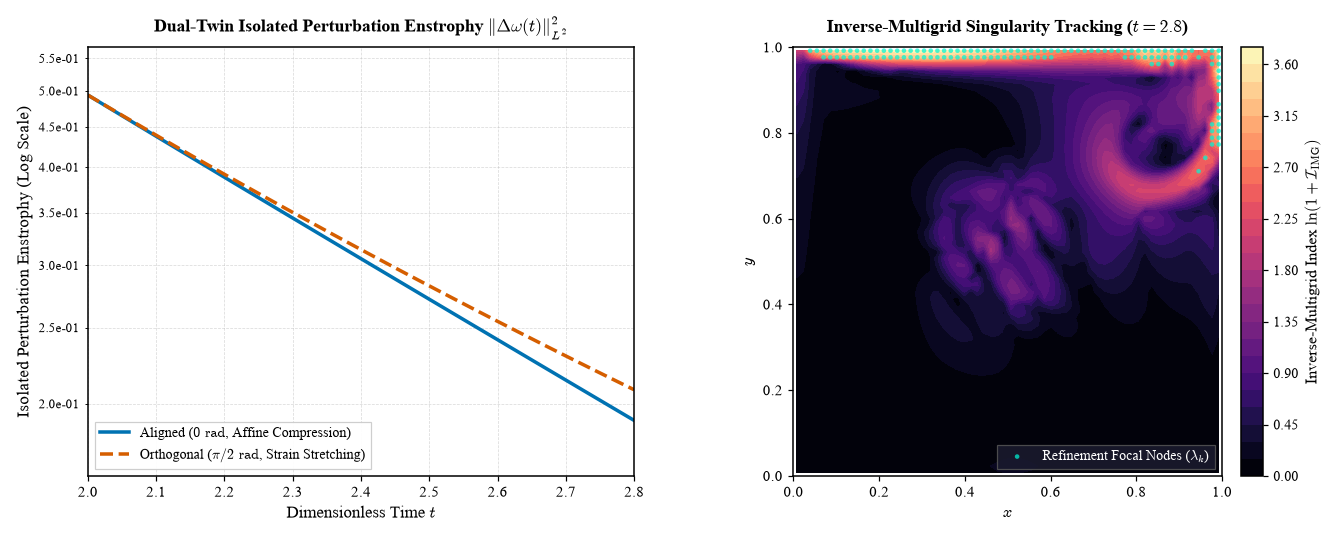 Dual-Twin Isolated Perturbation Enstrophy ‖Δω(t)‖²_{L²}
Isolated Perturbation Enstrophy (Log Scale)
5.5e−01
5.0e−01
4.5e−01
4.0e−01
3.5e−01
3.0e−01
2.5e−01
2.0e−01
Aligned (0 rad, Affine Compression)
Orthogonal (π/2 rad, Strain Stretching)
2.0 2.1 2.2 2.3 2.4 2.5 2.6 2.7 2.8
Dimensionless Time t
Inverse-Multigrid Singularity Tracking (t = 2.8)
y
1.0
0.8
0.6
0.4
0.2
0.0
Refinement Focal Nodes (λ_h)
0.0 0.2 0.4 0.6 0.8 1.0
x
3.60
3.15
2.70
2.25
1.80
1.35
0.90
0.45
0.00
Inverse-Multigrid Index ln(1 + ℐ_IMG)